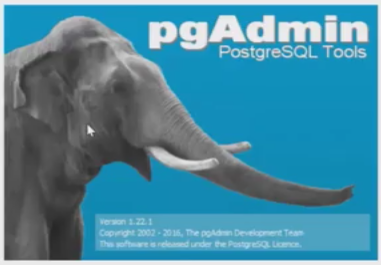 pgAdmin
PostgreSQL Tools
Version 1.22.1
Copyright 2002 - 2016, The pgAdmin Development Team
This software is released under the PostgreSQL Licence.